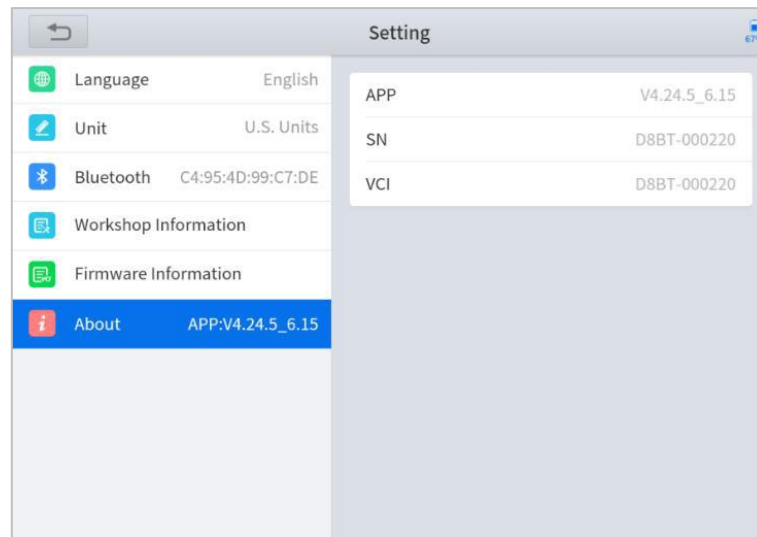 Setting
67%
Language English
Unit U.S. Units
Bluetooth C4:95:4D:99:C7:DE
Workshop Information
Firmware Information
About APP:V4.24.5_6.15
APP V4.24.5_6.15
SN D8BT-000220
VCI D8BT-000220